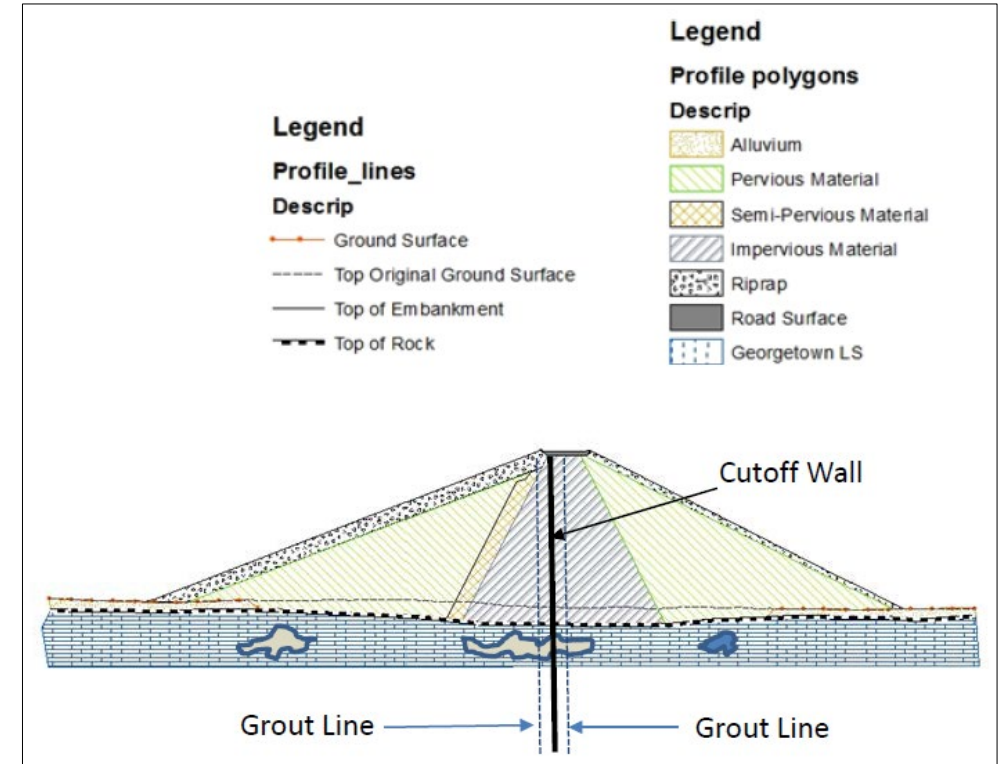 Legend
Profile_lines
Descrip
Ground Surface
Top Original Ground Surface
Top of Embankment
Top of Rock
Legend
Profile polygons
Descrip
Alluvium
Pervious Material
Semi-Pervious Material
Impervious Material
Riprap
Road Surface
Georgetown LS
Cutoff Wall
Grout Line
Grout Line